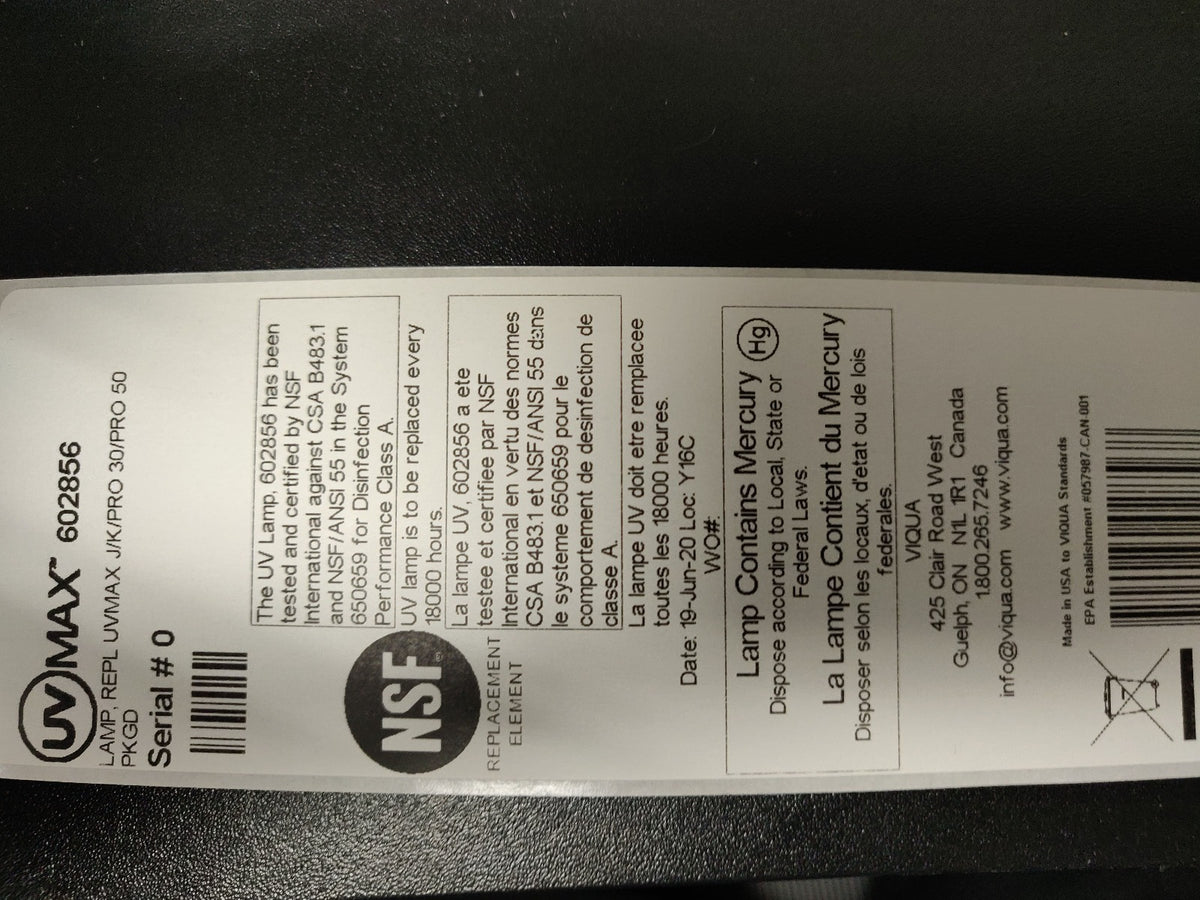 UV MAX™ 602856
LAMP, REPL UVMAX J/K/PRO 30/PRO 50
PKGD
Serial # 0
The UV Lamp, 602856 has been
tested and certified by NSF
International against CSA B483.1
and NSF/ANSI 55 in the System
650659 for Disinfection
Performance Class A.
UV lamp is to be replaced every
18000 hours.
NSF
REPLACEMENT
ELEMENT
La lampe UV, 602856 a ete
testee et certifiee par NSF
International en vertu des normes
CSA B483.1 et NSF/ANSI 55 dans
le systeme 650659 pour le
comportement de desinfection de
classe A.
La lampe UV doit etre remplacee
toutes les 18000 heures.
Date: 19-Jun-20 Loc: Y16C
WO#:
Lamp Contains Mercury Hg
Dispose according to Local, State or
Federal Laws.
La Lampe Contient du Mercury
Disposer selon les locaux, d'etat ou de lois
federales.
VIQUA
425 Clair Road West
Guelph, ON N1L 1R1 Canada
1.800.265.7246
info@viqua.com www.viqua.com
Made in USA to VIQUA Standards
EPA Establishment #057987-CAN-001